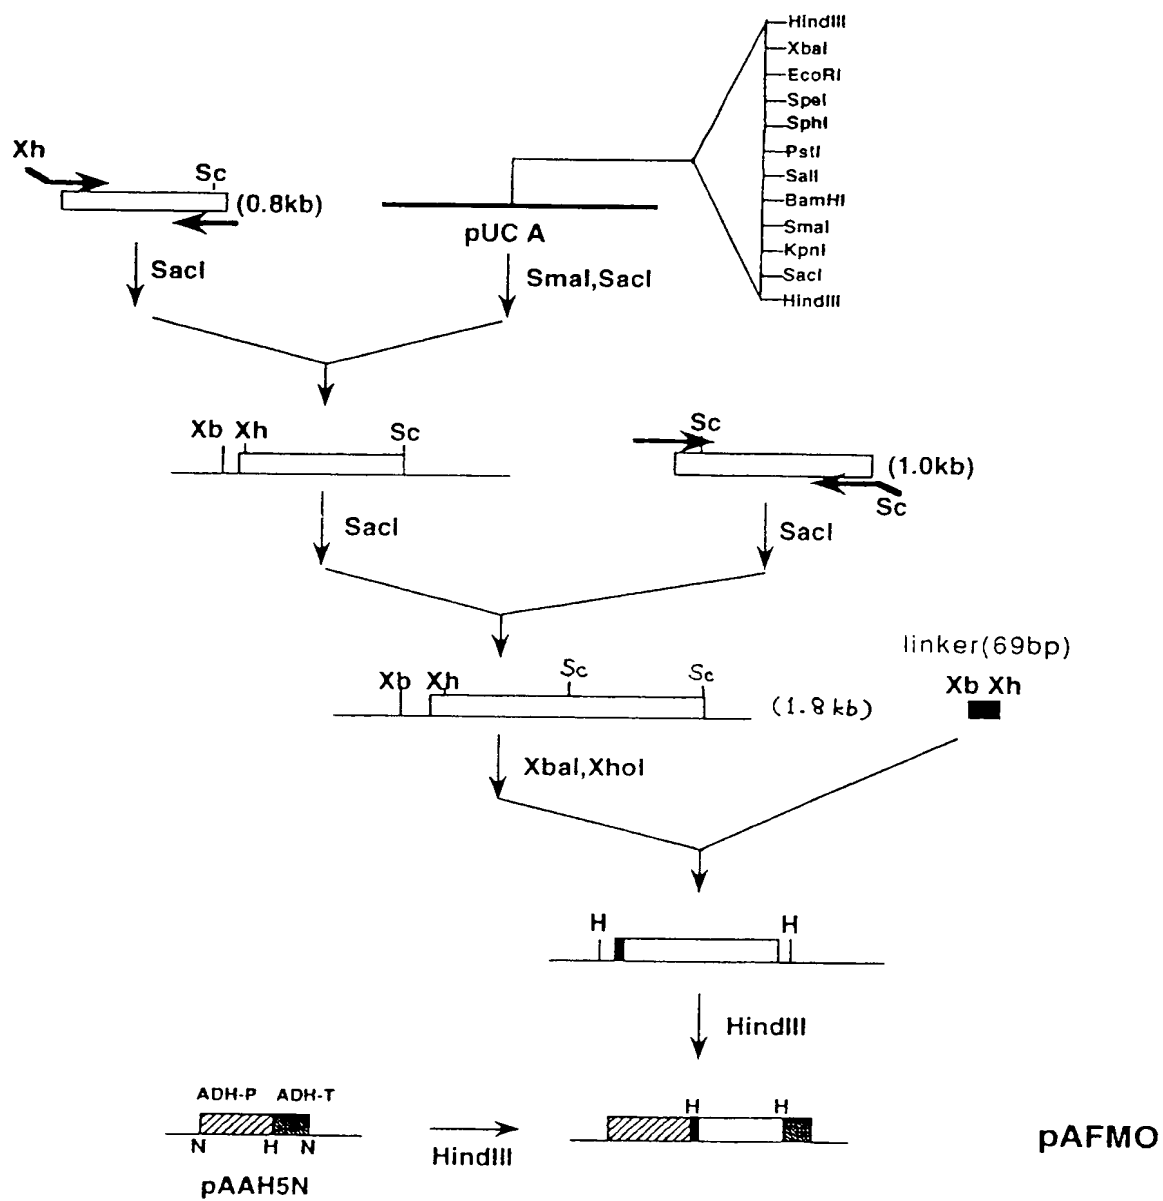 HindIII
XbaI
EcoRI
SpeI
SphI
PstI
SalI
BamHI
SmaI
KpnI
SacI
HindIII
Xh
Sc
(0.8kb)
pUC A
SacI
SmaI,SacI
Xb Xh Sc
Sc
(1.0kb)
Sc
SacI
SacI
linker(69bp)
Xb Xh
Xb Xh Sc Sc
(1.8 kb)
XbaI,XhoI
H H
HindIII
ADH-P ADH-T
N H N
pAAH5N
HindIII
H H
pAFMO